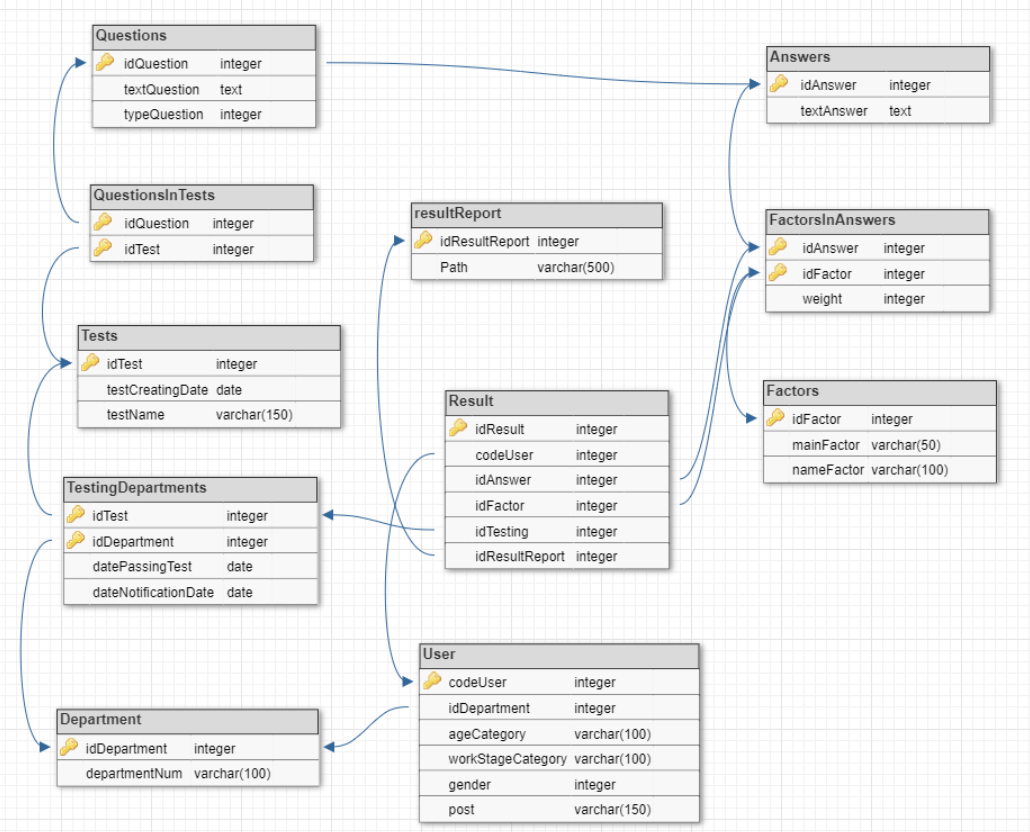 Questions
idQuestion integer
textQuestion text
typeQuestion integer
Answers
idAnswer integer
textAnswer text
QuestionsInTests
idQuestion integer
idTest integer
resultReport
idResultReport integer
Path varchar(500)
FactorsInAnswers
idAnswer integer
idFactor integer
weight integer
Tests
idTest integer
testCreatingDate date
testName varchar(150)
Result
idResult integer
codeUser integer
idAnswer integer
idFactor integer
idTesting integer
idResultReport integer
Factors
idFactor integer
mainFactor varchar(50)
nameFactor varchar(100)
TestingDepartments
idTest integer
idDepartment integer
datePassingTest date
dateNotificationDate date
User
codeUser integer
idDepartment integer
ageCategory varchar(100)
workStageCategory varchar(100)
gender integer
post varchar(150)
Department
idDepartment integer
departmentNum varchar(100)